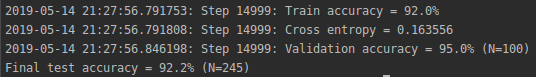 2019-05-14 21:27:56.791753: Step 14999: Train accuracy = 92.0%
2019-05-14 21:27:56.791808: Step 14999: Cross entropy = 0.163556
2019-05-14 21:27:56.846198: Step 14999: Validation accuracy = 95.0% (N=100)
Final test accuracy = 92.2% (N=245)